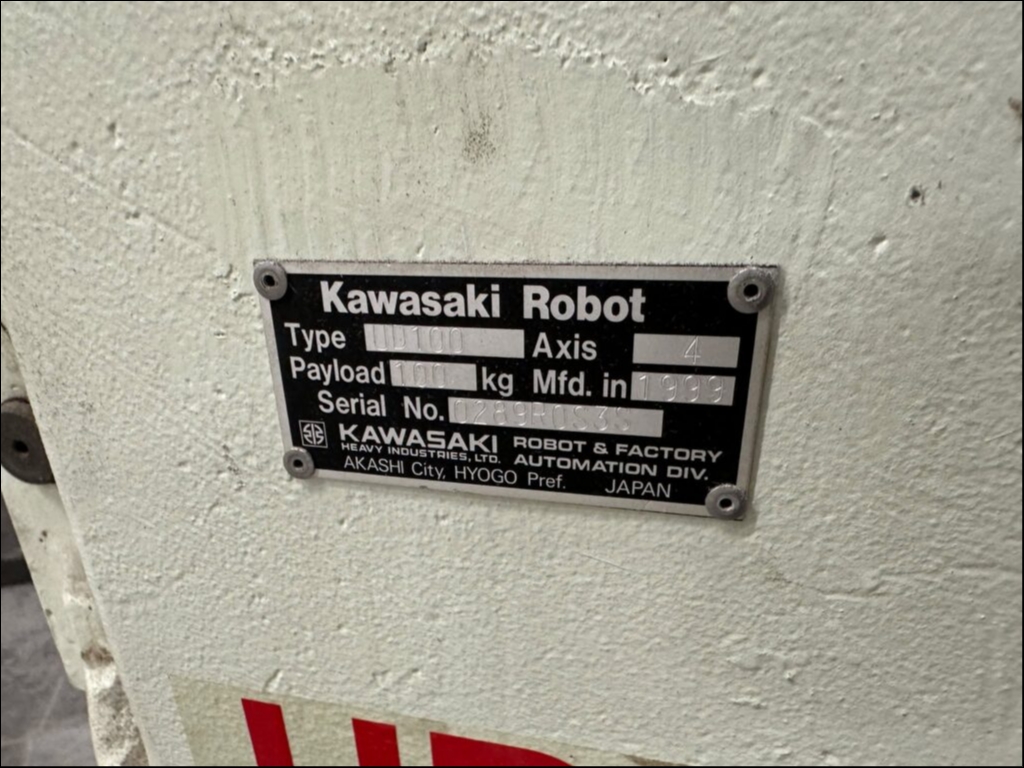 Kawasaki Robot
Type UD100 Axis 4
Payload 100 kg Mfd. in 1999
Serial No.
KAWASAKI ROBOT & FACTORY
HEAVY INDUSTRIES, LTD. AUTOMATION DIV.
AKASHI City, HYOGO Pref. JAPAN